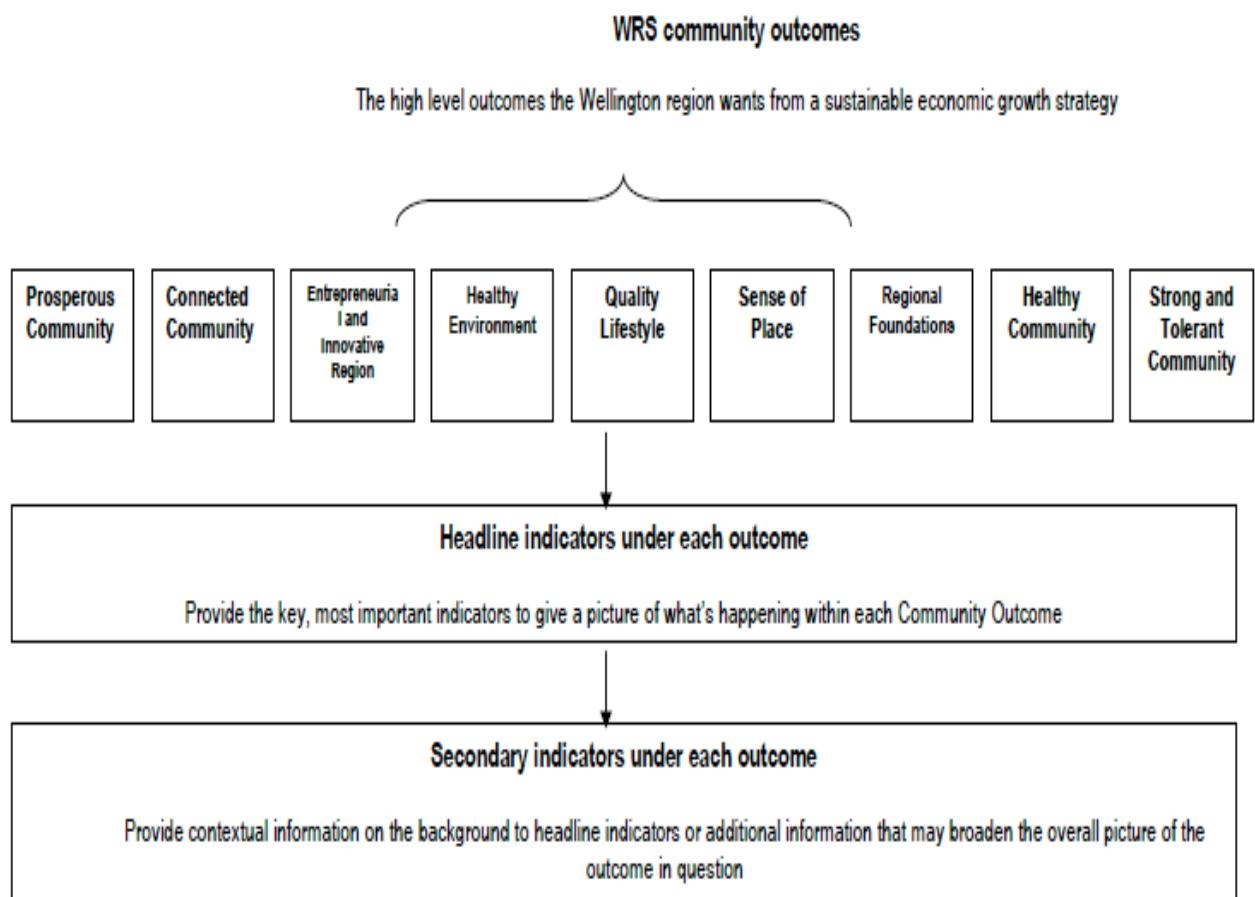 WRS community outcomes
The high level outcomes the Wellington region wants from a sustainable economic growth strategy
Prosperous
Community
Connected
Community
Entrepreneuria
l and
Innovative
Region
Healthy
Environment
Quality
Lifestyle
Sense of
Place
Regional
Foundations
Healthy
Community
Strong and
Tolerant
Community
Headline indicators under each outcome
Provide the key, most important indicators to give a picture of what's happening within each Community Outcome
Secondary indicators under each outcome
Provide contextual information on the background to headline indicators or additional information that may broaden the overall picture of the
outcome in question